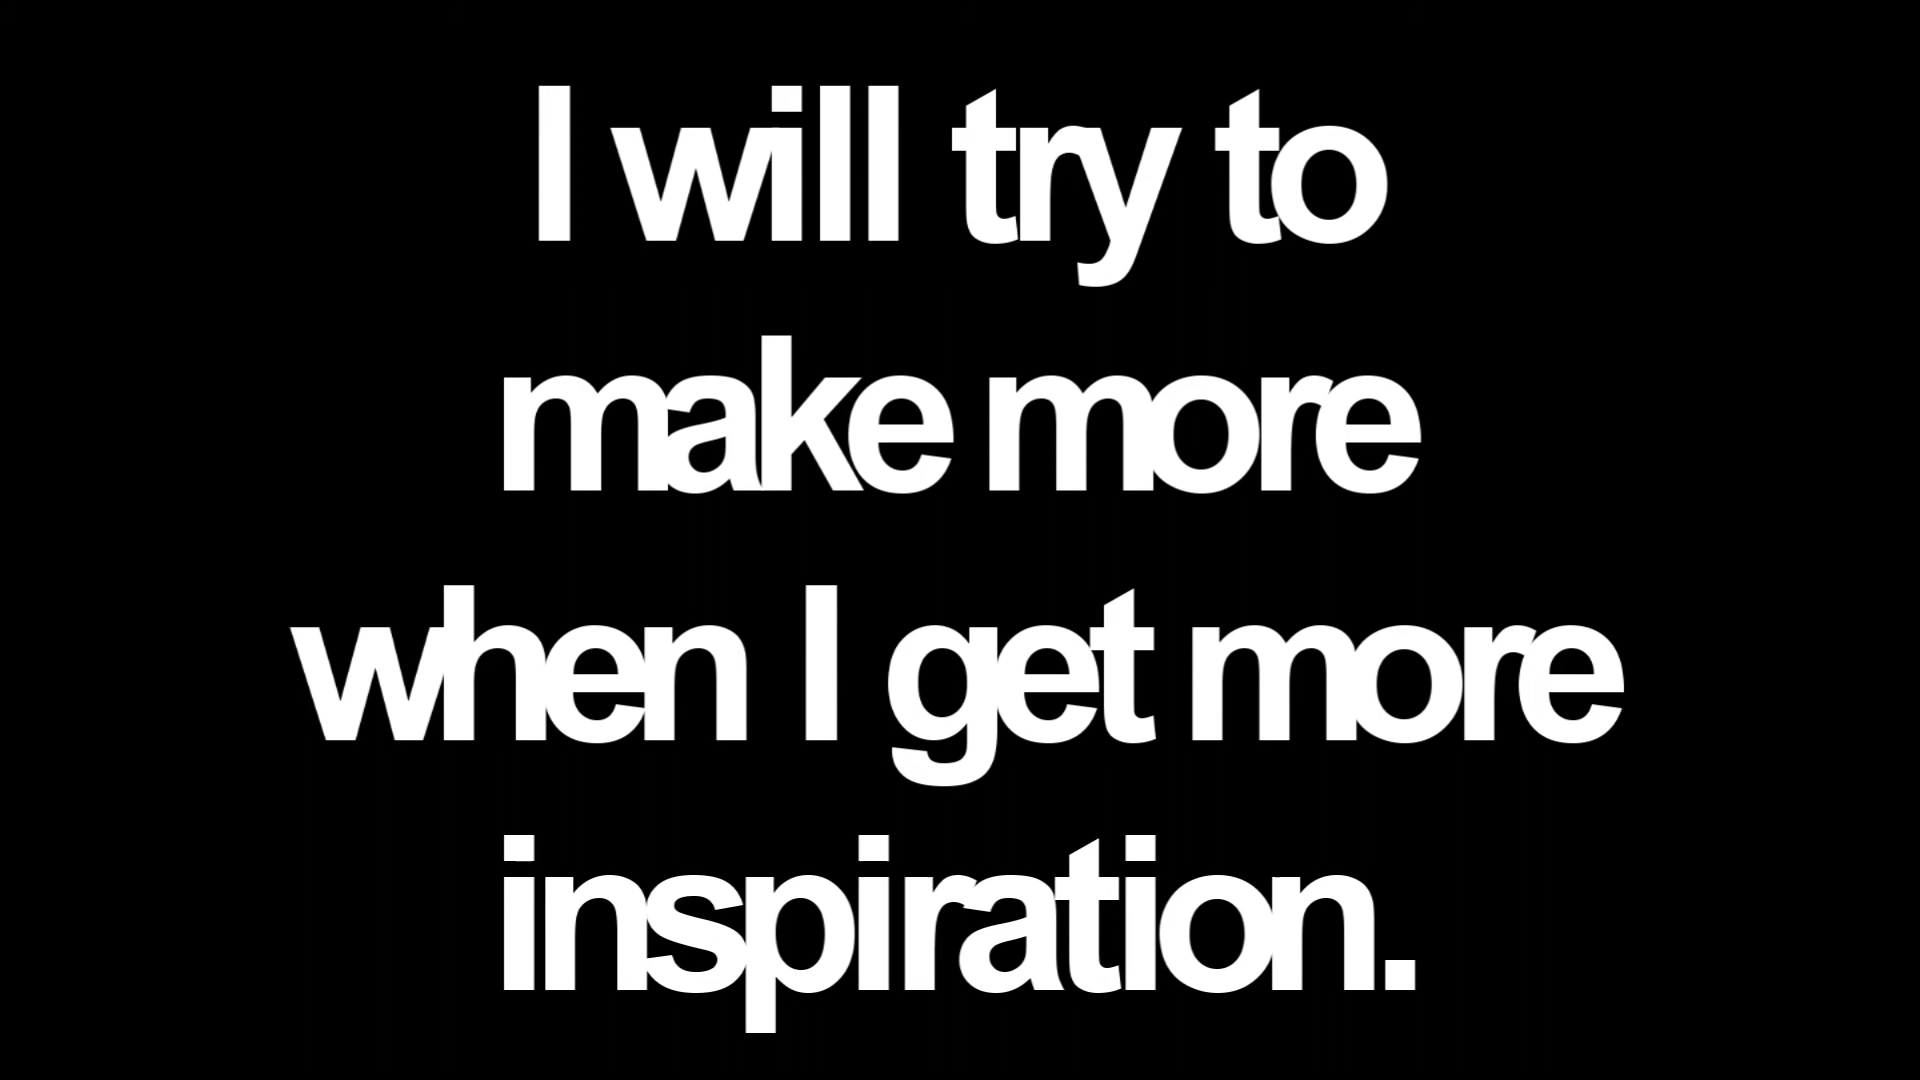 I will try to
make more
when I get more
inspiration.